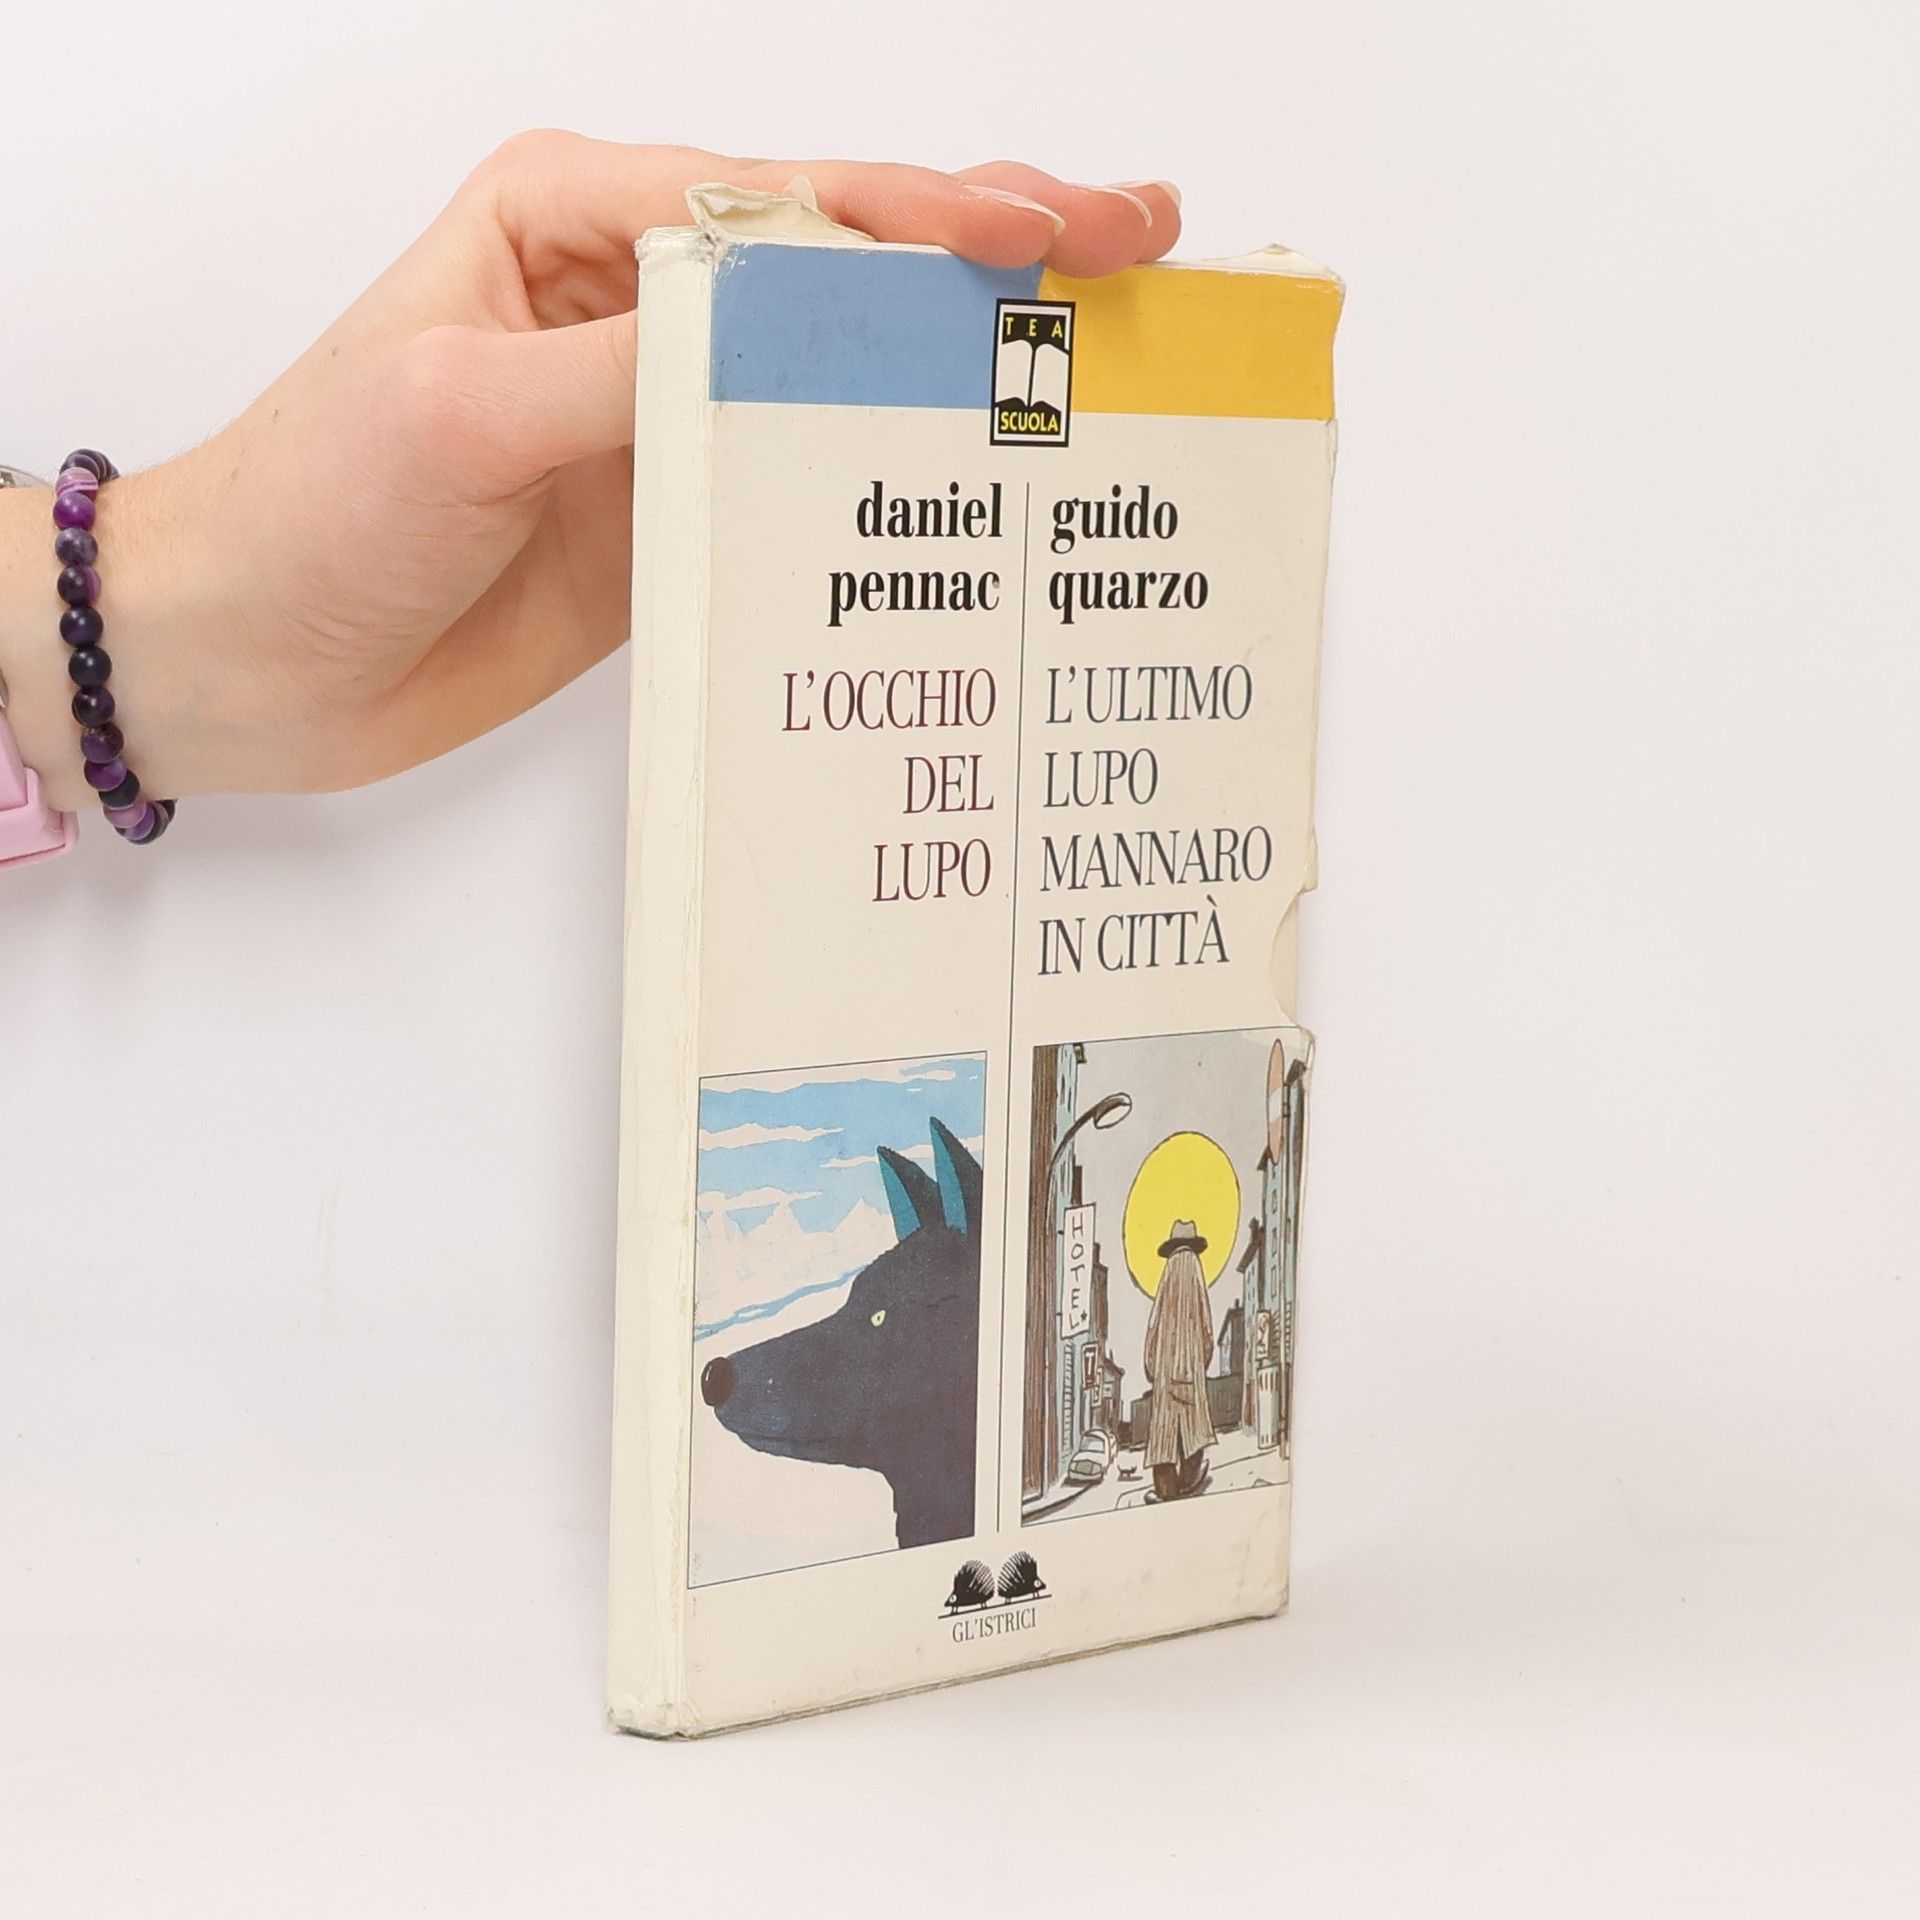 TEA
SCUOLA
daniel
pennac
L'OCCHIO
DEL
LUPO
guido
quarzo
L'ULTIMO
LUPO
MANNARO
IN CITTÀ
HOTEL
GL'ISTRICI